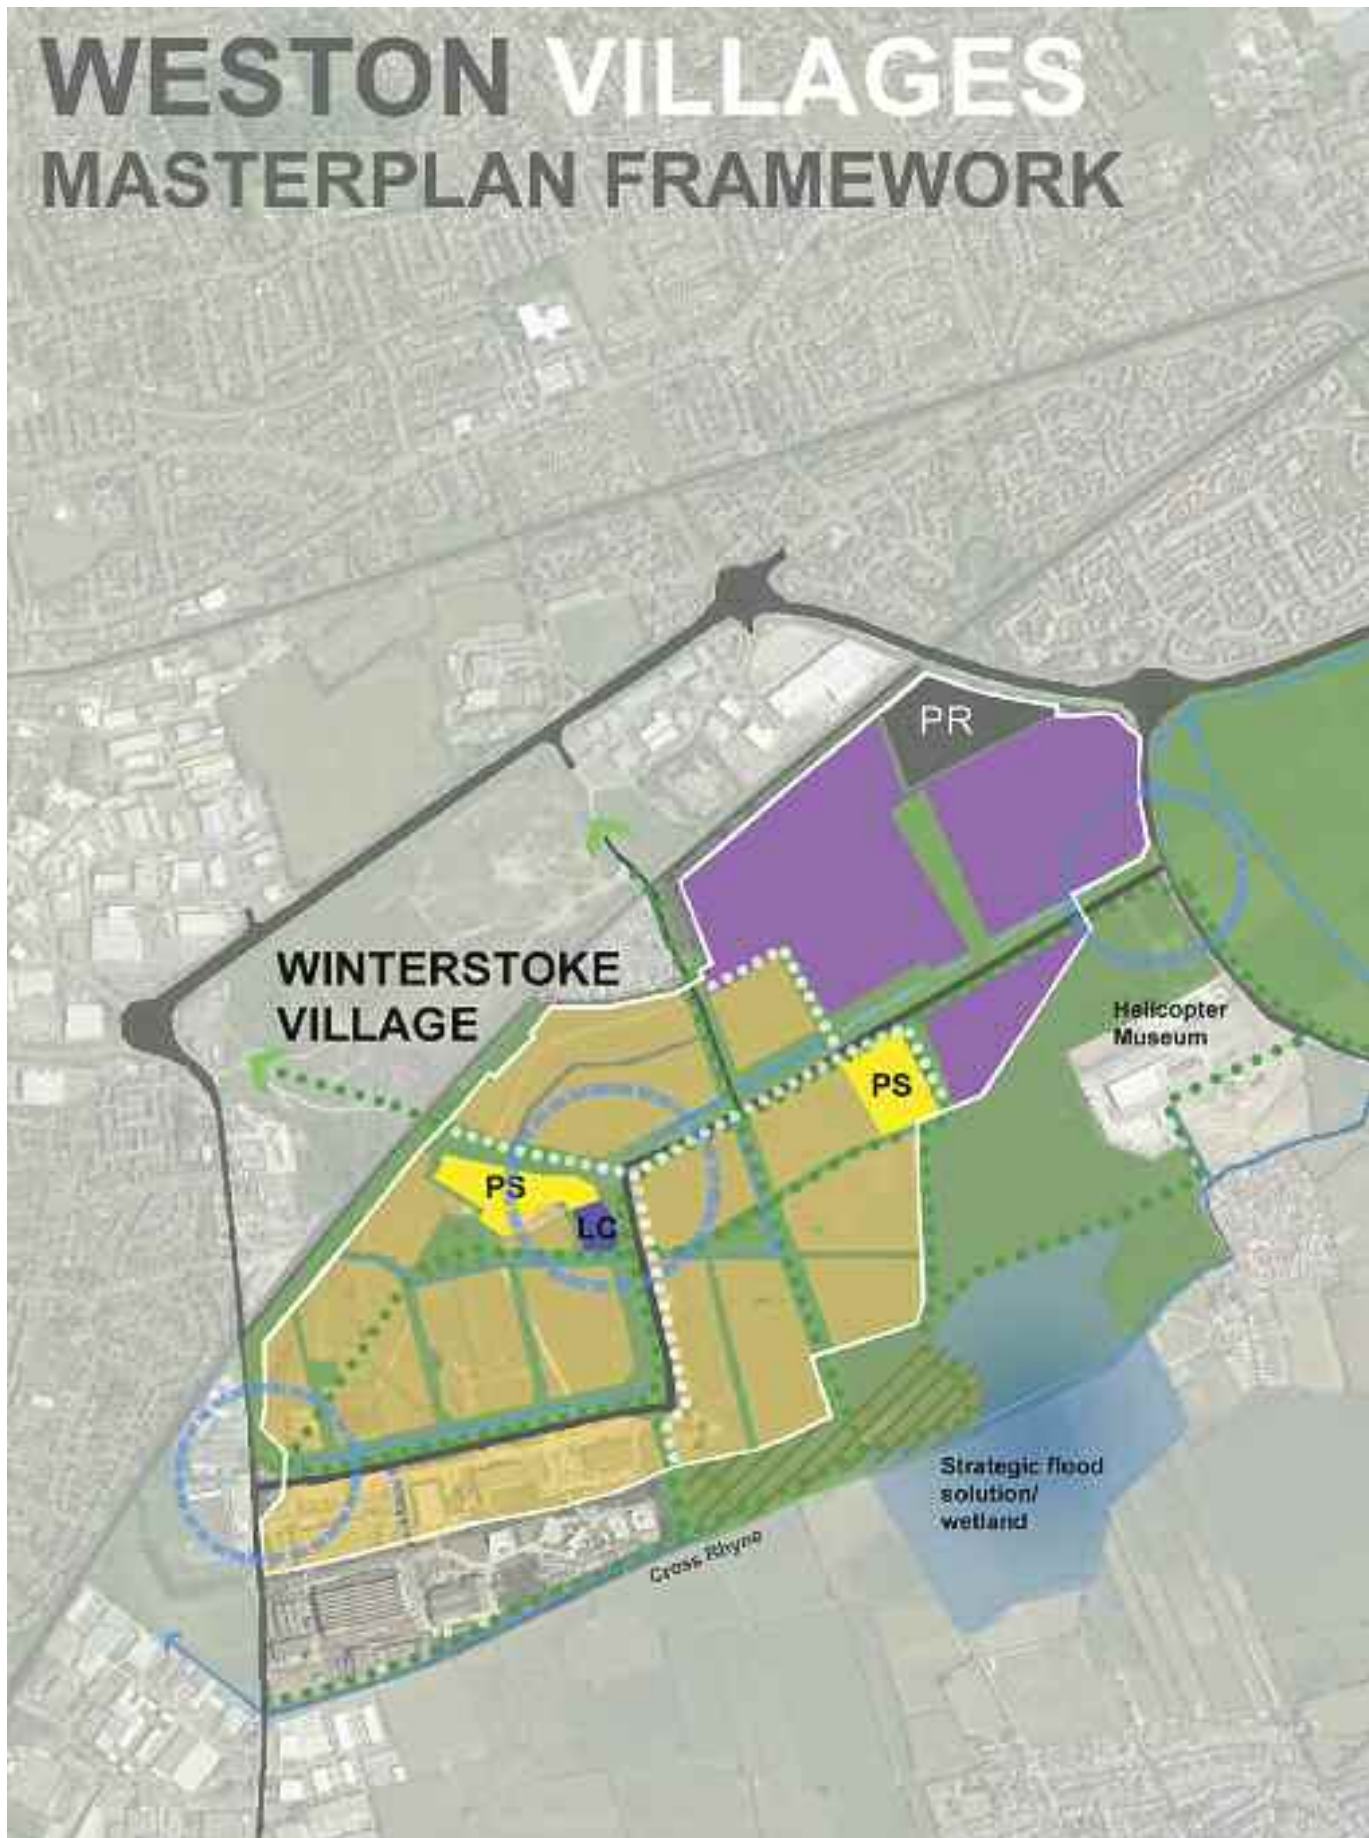 WESTON VILLAGES
MASTERPLAN FRAMEWORK
PR
WINTERSTOKE
VILLAGE
Helicopter
Museum
PS
PS
LC
Strategic flood
solution/
wetland
Cross Rhyne